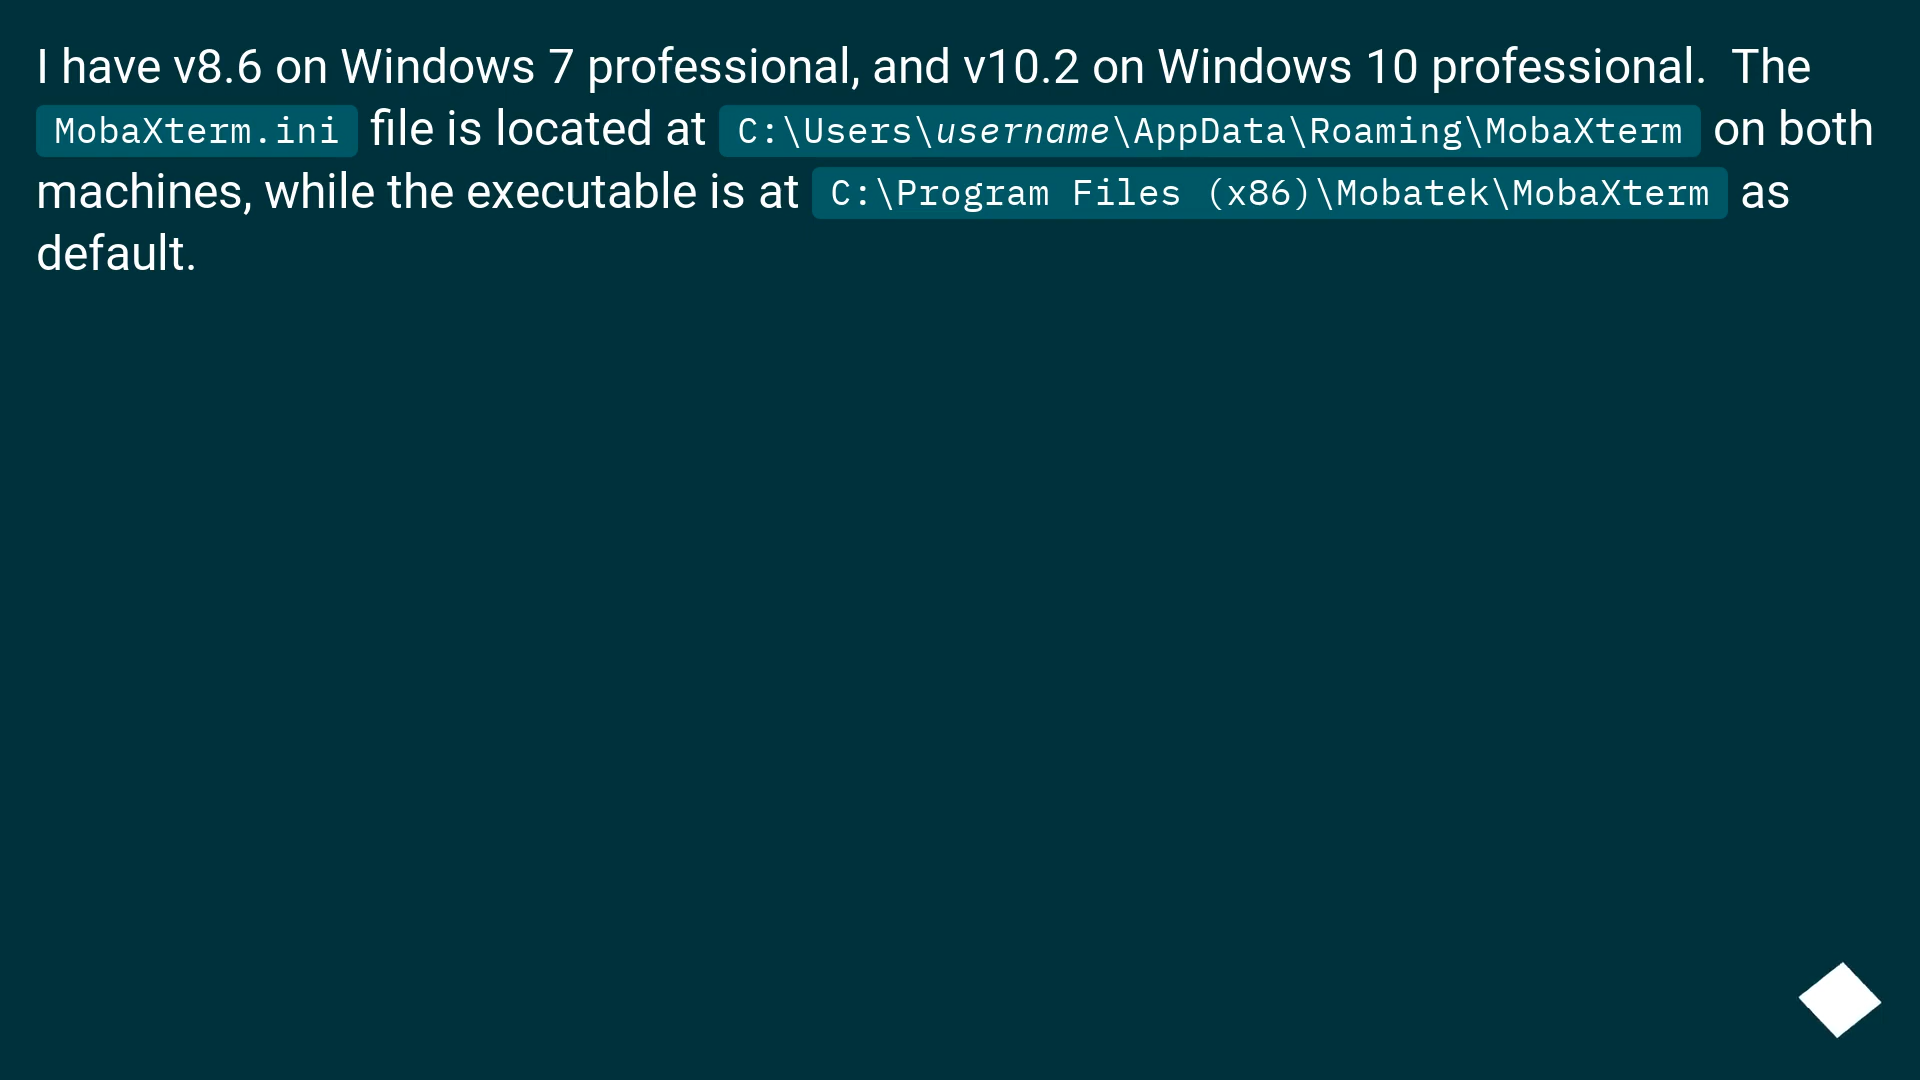 I have v8.6 on Windows 7 professional, and v10.2 on Windows 10 professional.  The
MobaXterm.ini file is located at C:\Users\username\AppData\Roaming\MobaXterm on both
machines, while the executable is at C:\Program Files (x86)\Mobatek\MobaXterm as
default.